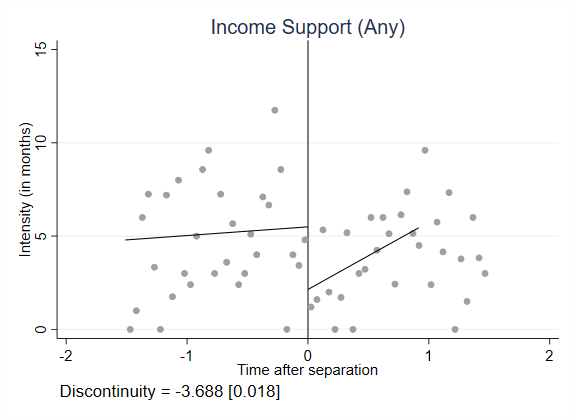 Income Support (Any)
15
10
5
0
Intensity (in months)
-2 -1 0 1 2
Time after separation
Discontinuity = -3.688 [0.018]